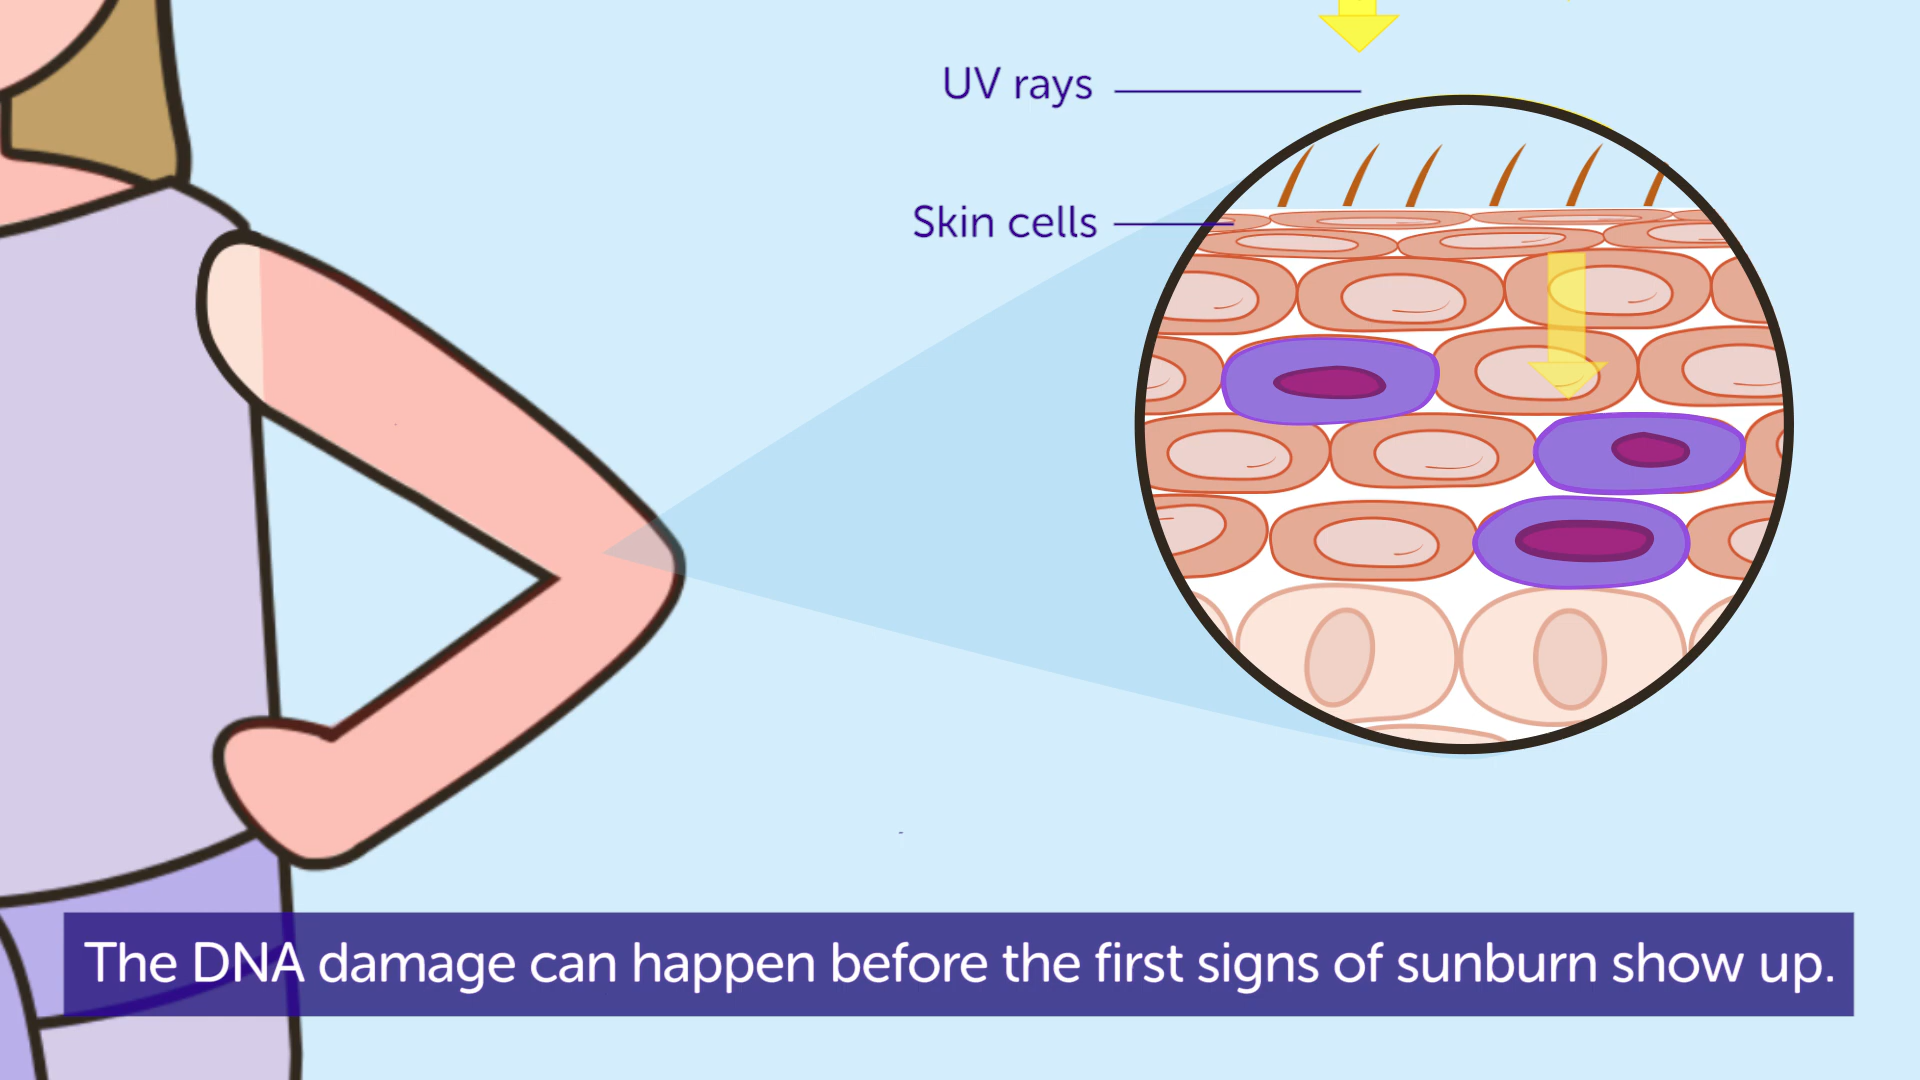 UV rays
Skin cells
The DNA damage can happen before the first signs of sunburn show up.